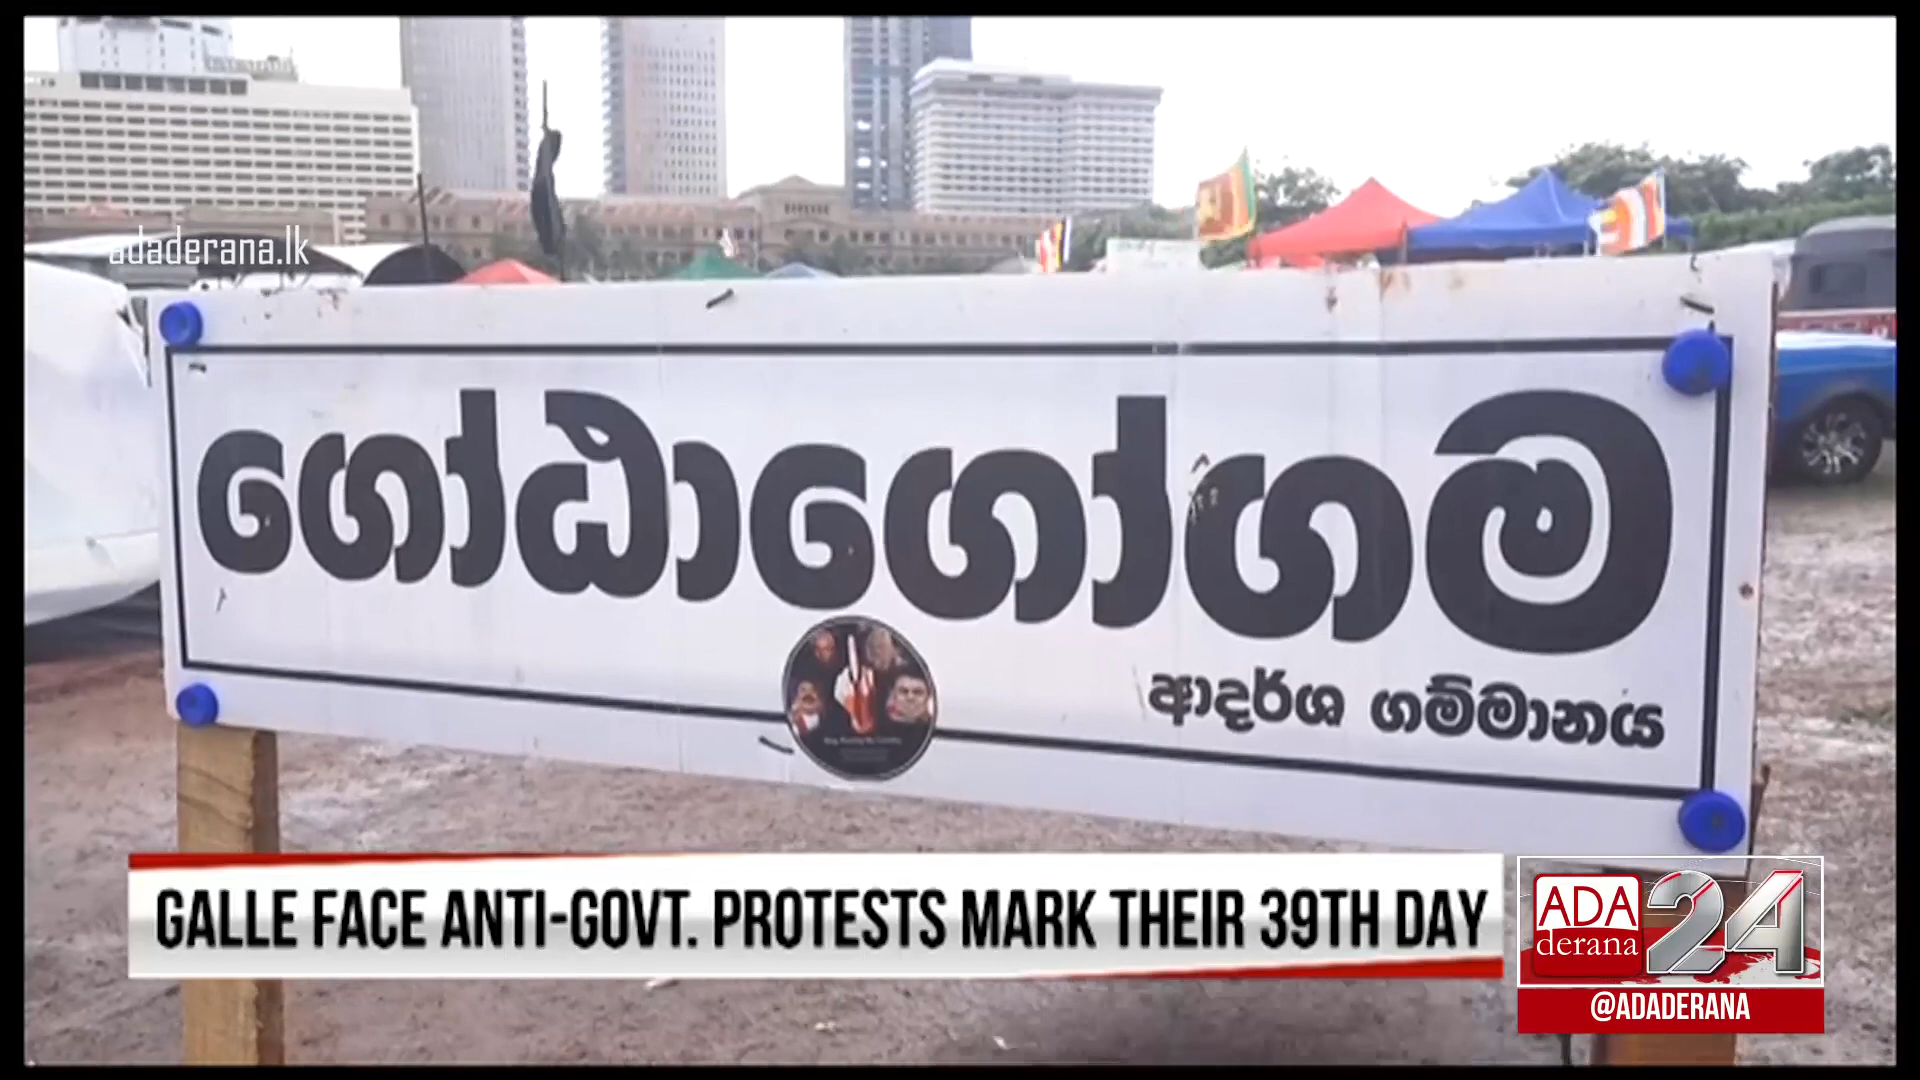 adaderana.lk
ගෝඨාගෝගම
ආදර්ශ ගම්මානය
GALLE FACE ANTI-GOVT. PROTESTS MARK THEIR 39TH DAY
ADA
derana
24
@ADADERANA